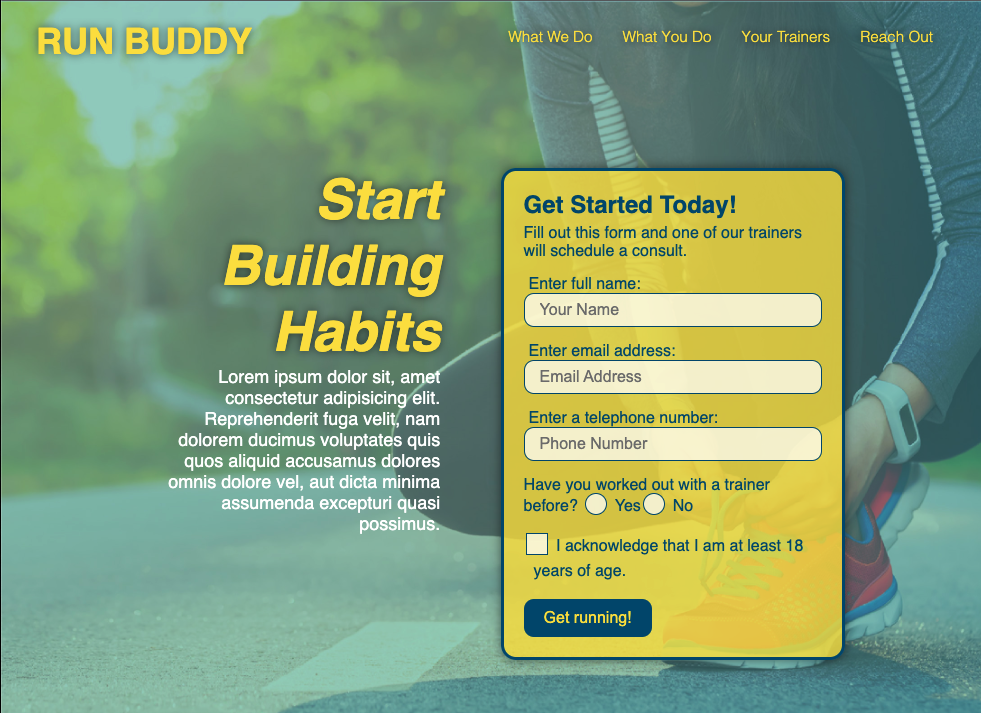 RUN BUDDY
What We Do
What You Do
Your Trainers
Reach Out
Start
Building
Habits
Lorem ipsum dolor sit, amet
consectetur adipisicing elit.
Reprehenderit fuga velit, nam
dolorem ducimus voluptates quis
quos aliquid accusamus dolores
omnis dolore vel, aut dicta minima
assumenda excepturi quasi
possimus.
Get Started Today!
Fill out this form and one of our trainers
will schedule a consult.
Enter full name:
Your Name
Enter email address:
Email Address
Enter a telephone number:
Phone Number
Have you worked out with a trainer
before? Yes No
I acknowledge that I am at least 18
years of age.
Get running!